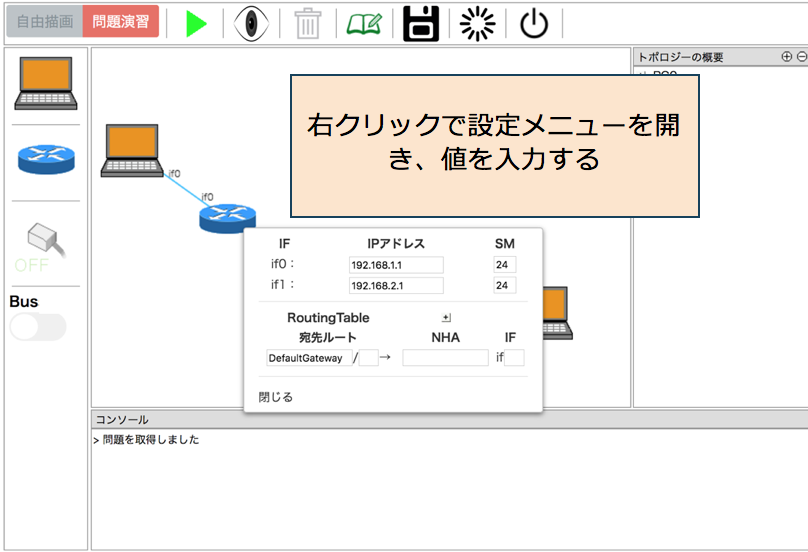 自由描画 問題演習
トポロジーの概要
右クリックで設定メニューを開
き、値を入力する
if0
if0
OFF
Bus
IF IPアドレス SM
if0： 192.168.1.1 24
if1： 192.168.2.1 24
RoutingTable
宛先ルート NHA IF
DefaultGateway / → if
閉じる
コンソール
> 問題を取得しました